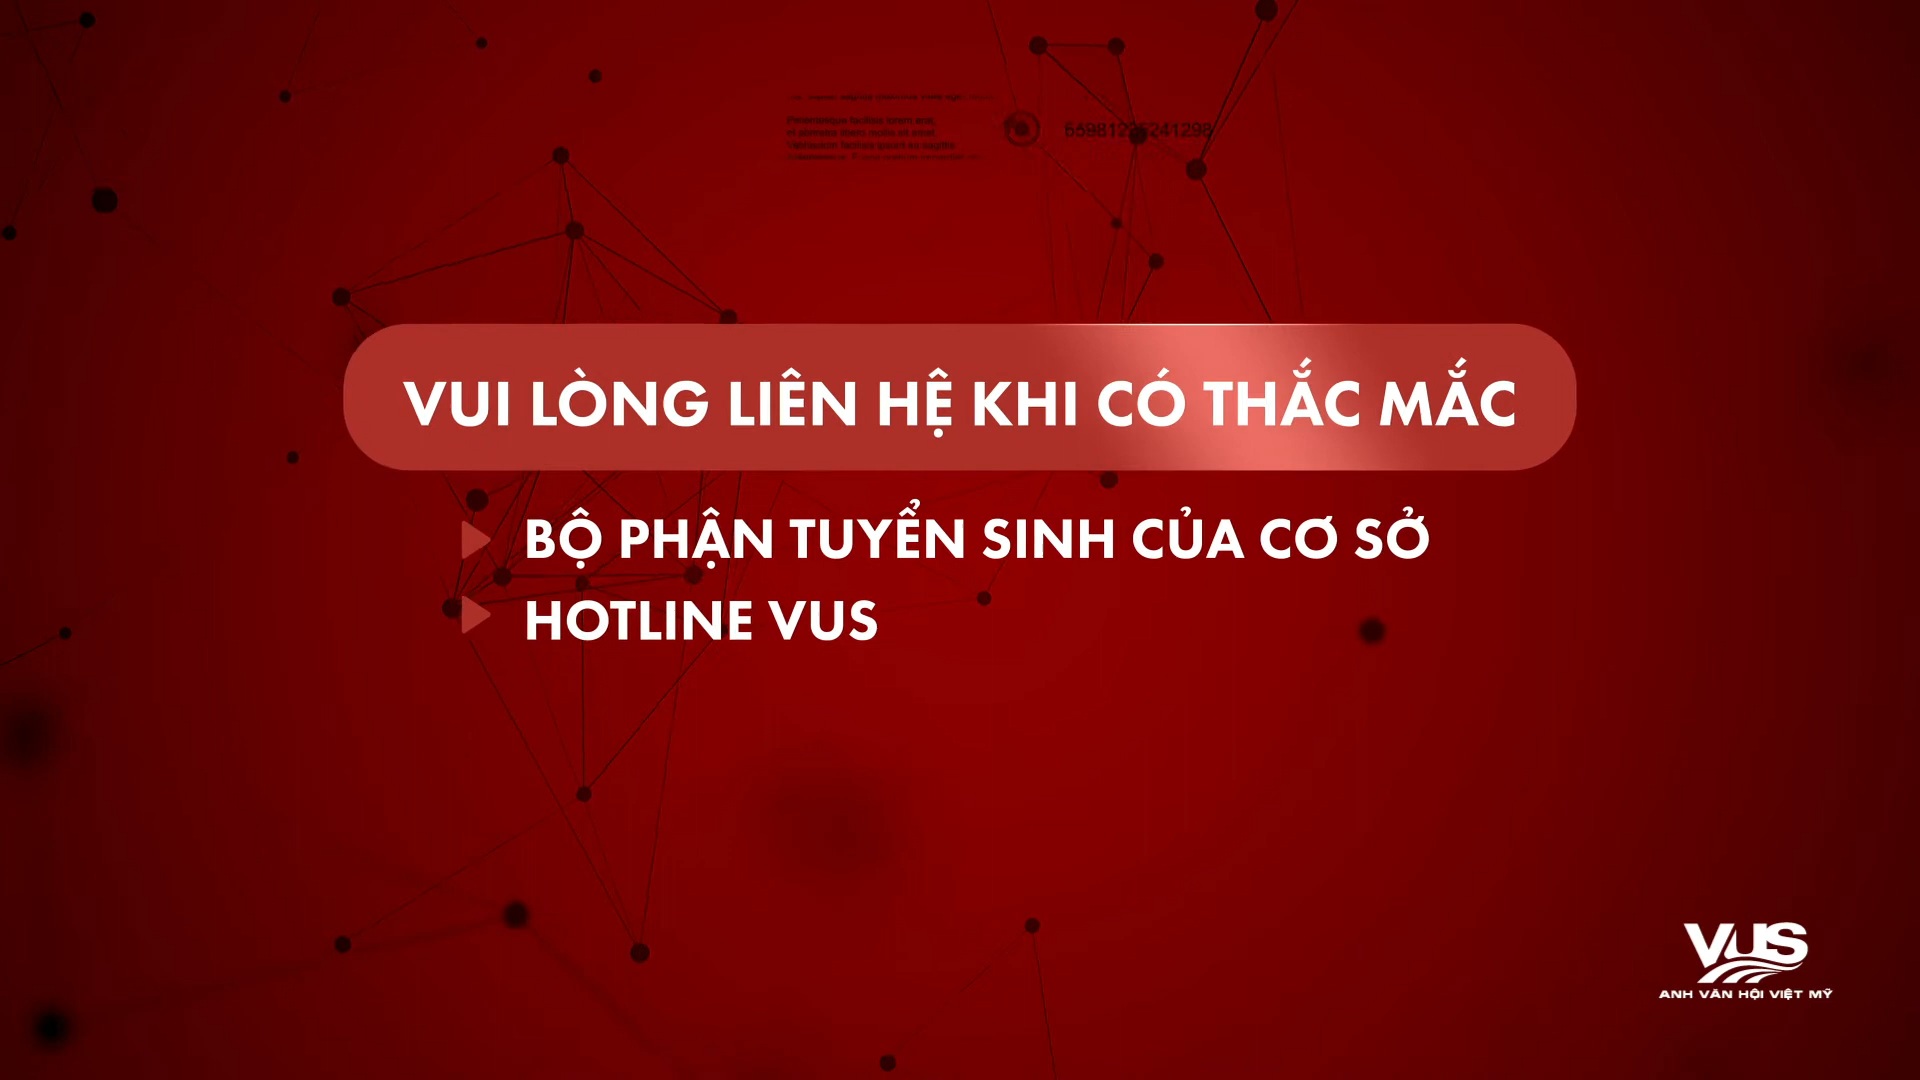 66981285241298
VUI LÒNG LIÊN HỆ KHI CÓ THẮC MẮC
BỘ PHẬN TUYỂN SINH CỦA CƠ SỞ
HOTLINE VUS
VUS
ANH VĂN HỘI VIỆT MỸ